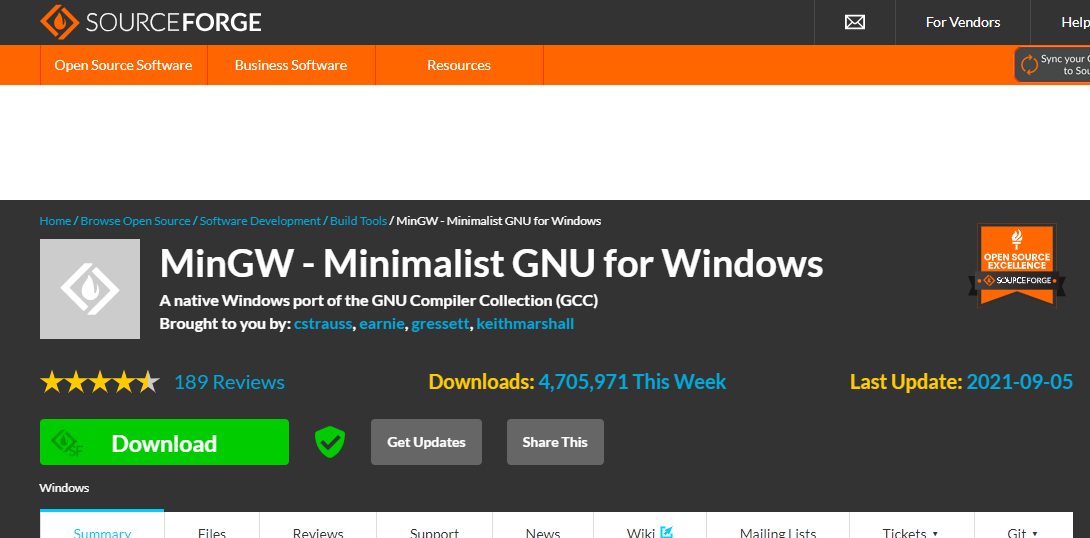 SOURCEFORGE
For Vendors
Help
Open Source Software
Business Software
Resources
Sync your
to
Home / Browse Open Source / Software Development / Build Tools / MinGW - Minimalist GNU for Windows
MinGW - Minimalist GNU for Windows
A native Windows port of the GNU Compiler Collection (GCC)
Brought to you by: cstrauss, earnie, gressett, keithmarshall
OPEN SOURCE
EXCELLENCE
SOURCEFORGE
189 Reviews
Downloads: 4,705,971 This Week
Last Update: 2021-09-05
SF
Download
Get Updates
Share This
Windows
Summary
Files
Reviews
Support
News
Wiki
Mailing Lists
Tickets
Git